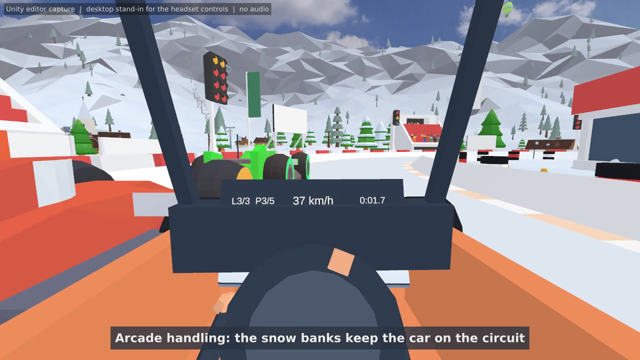 Unity editor capture | desktop stand-in for the headset controls | no audio
L3/3 P3/5 37 km/h 0:01.7
Arcade handling: the snow banks keep the car on the circuit